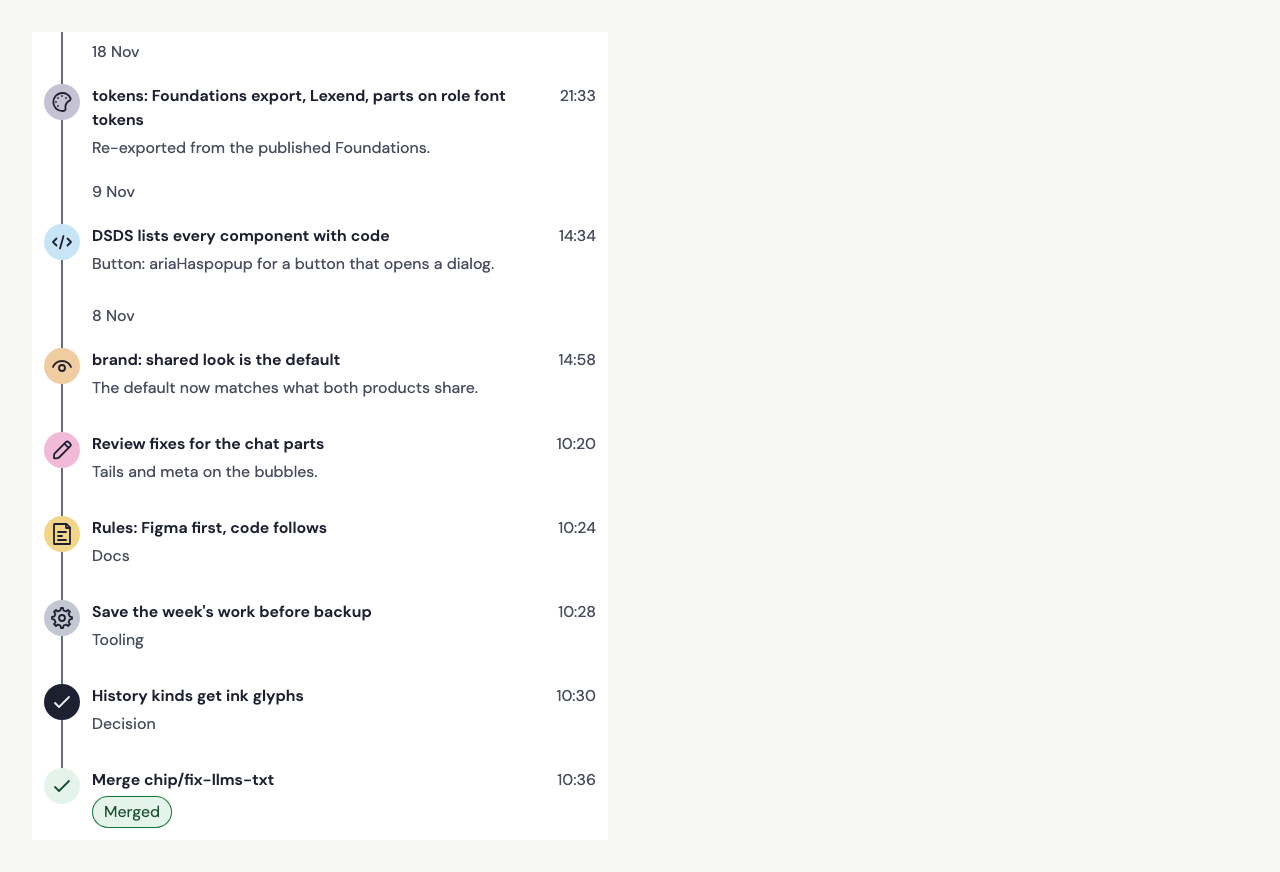 18 Nov
tokens: Foundations export, Lexend, parts on role font 21:33
tokens
Re-exported from the published Foundations.
9 Nov
DSDS lists every component with code 14:34
Button: ariaHaspopup for a button that opens a dialog.
8 Nov
brand: shared look is the default 14:58
The default now matches what both products share.
Review fixes for the chat parts 10:20
Tails and meta on the bubbles.
Rules: Figma first, code follows 10:24
Docs
Save the week's work before backup 10:28
Tooling
History kinds get ink glyphs 10:30
Decision
Merge chip/fix-llms-txt 10:36
Merged